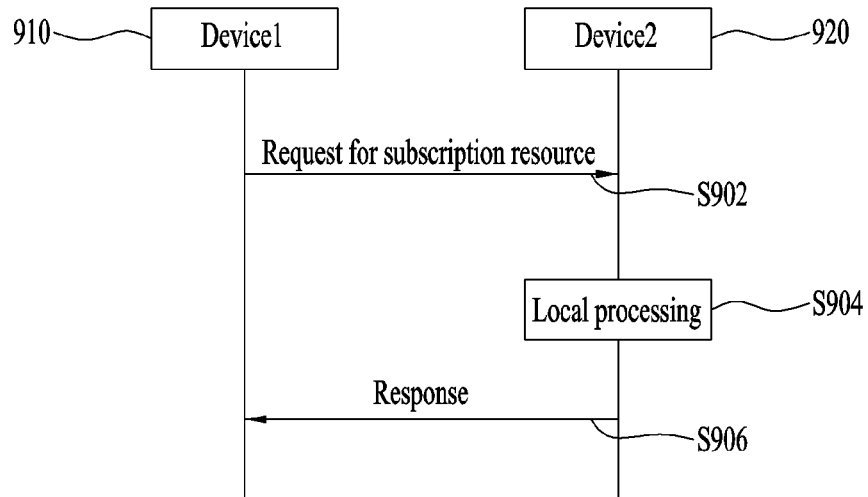 910
Device1
Device2
920
Request for subscription resource
S902
Local processing
S904
Response
S906